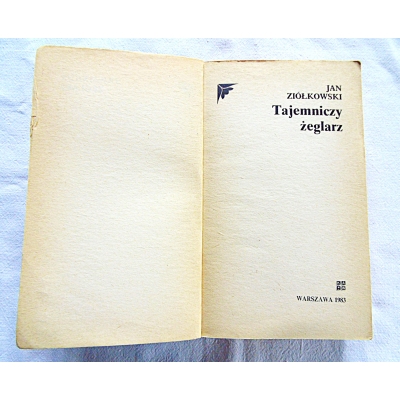 JAN
ZIÓŁKOWSKI
Tajemniczy
żeglarz
WARSZAWA 1983